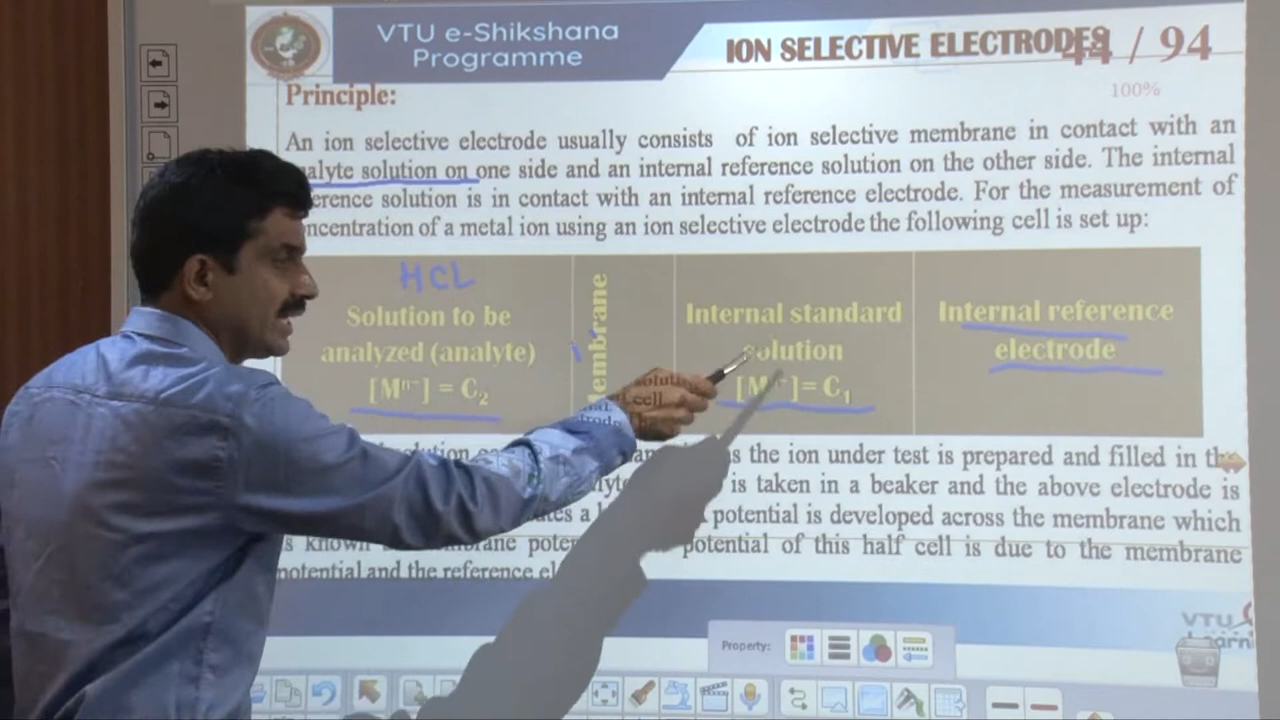 VTU e-Shikshana
Programme
ION SELECTIVE ELECTRODES
44 / 94
100%
Principle:
An ion selective electrode usually consists of ion selective membrane in contact with an
solution on one side and an internal reference solution on the other side. The internal
solution is in contact with an internal reference electrode. For the measurement of
of a metal ion using an ion selective electrode the following cell is set up:
HCL
Solution to be
analyzed (analyte)
= C₂
Membrane
Internal standard
solution
]= C₁
Internal reference
electrode
the ion under test is prepared and filled in
is taken in a beaker and the above electrode is
potential is developed across the membrane which
known potential of this half cell is due to the membrane
potential and the reference
VTU
Property: